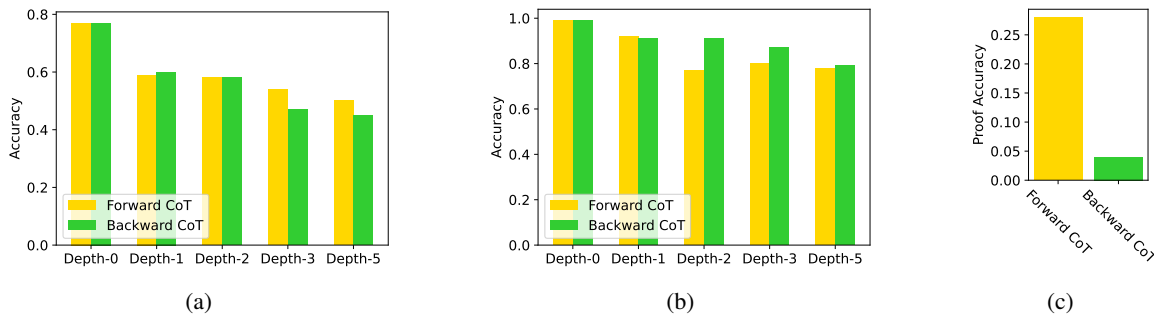 0.8
0.6
0.4
0.2
0.0
Accuracy
Forward CoT
Backward CoT
Depth-0 Depth-1 Depth-2 Depth-3 Depth-5
(a)
1.0
0.8
0.6
0.4
0.2
0.0
Accuracy
Forward CoT
Backward CoT
Depth-0 Depth-1 Depth-2 Depth-3 Depth-5
(b)
0.25
0.20
0.15
0.10
0.05
0.00
Proof Accuracy
Forward CoT
Backward CoT
(c)